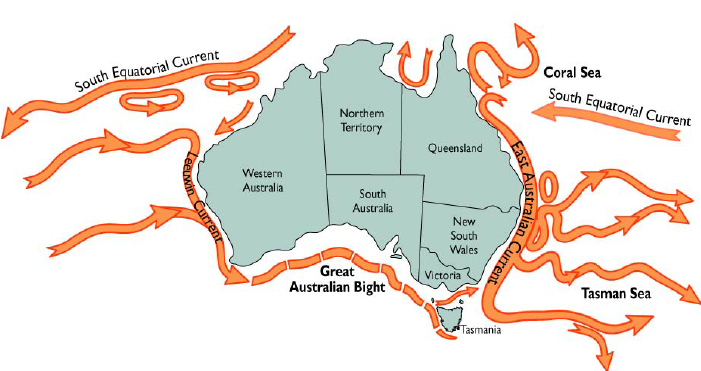 South Equatorial Current
Coral Sea
South Equatorial Current
Northern
Territory
Queensland
Western
Australia
South
Australia
Leeuwin Current
East Australian Current
New
South
Wales
Great
Australian Bight
Victoria
Tasman Sea
Tasmania